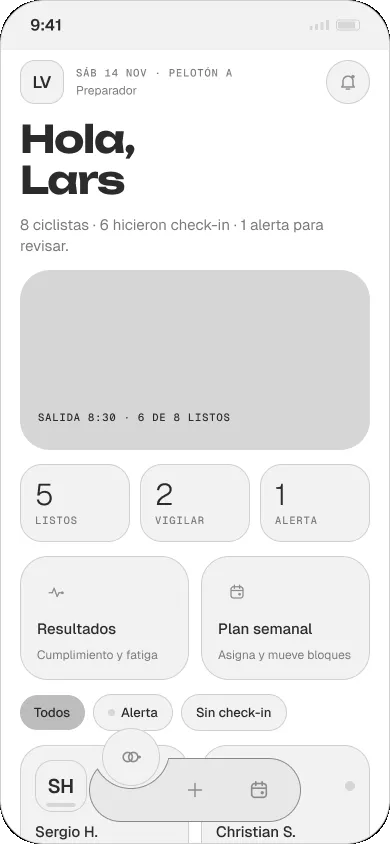 9:41
LV
SÁB 14 NOV · PELOTÓN A
Preparador
Hola,
Lars
8 ciclistas · 6 hicieron check-in · 1 alerta para
revisar.
SALIDA 8:30 · 6 DE 8 LISTOS
5
LISTOS
2
VIGILAR
1
ALERTA
Resultados
Cumplimiento y fatiga
Plan semanal
Asigna y mueve bloques
Todos
Alerta
Sin check-in
SH
Sergio H.
Christian S.